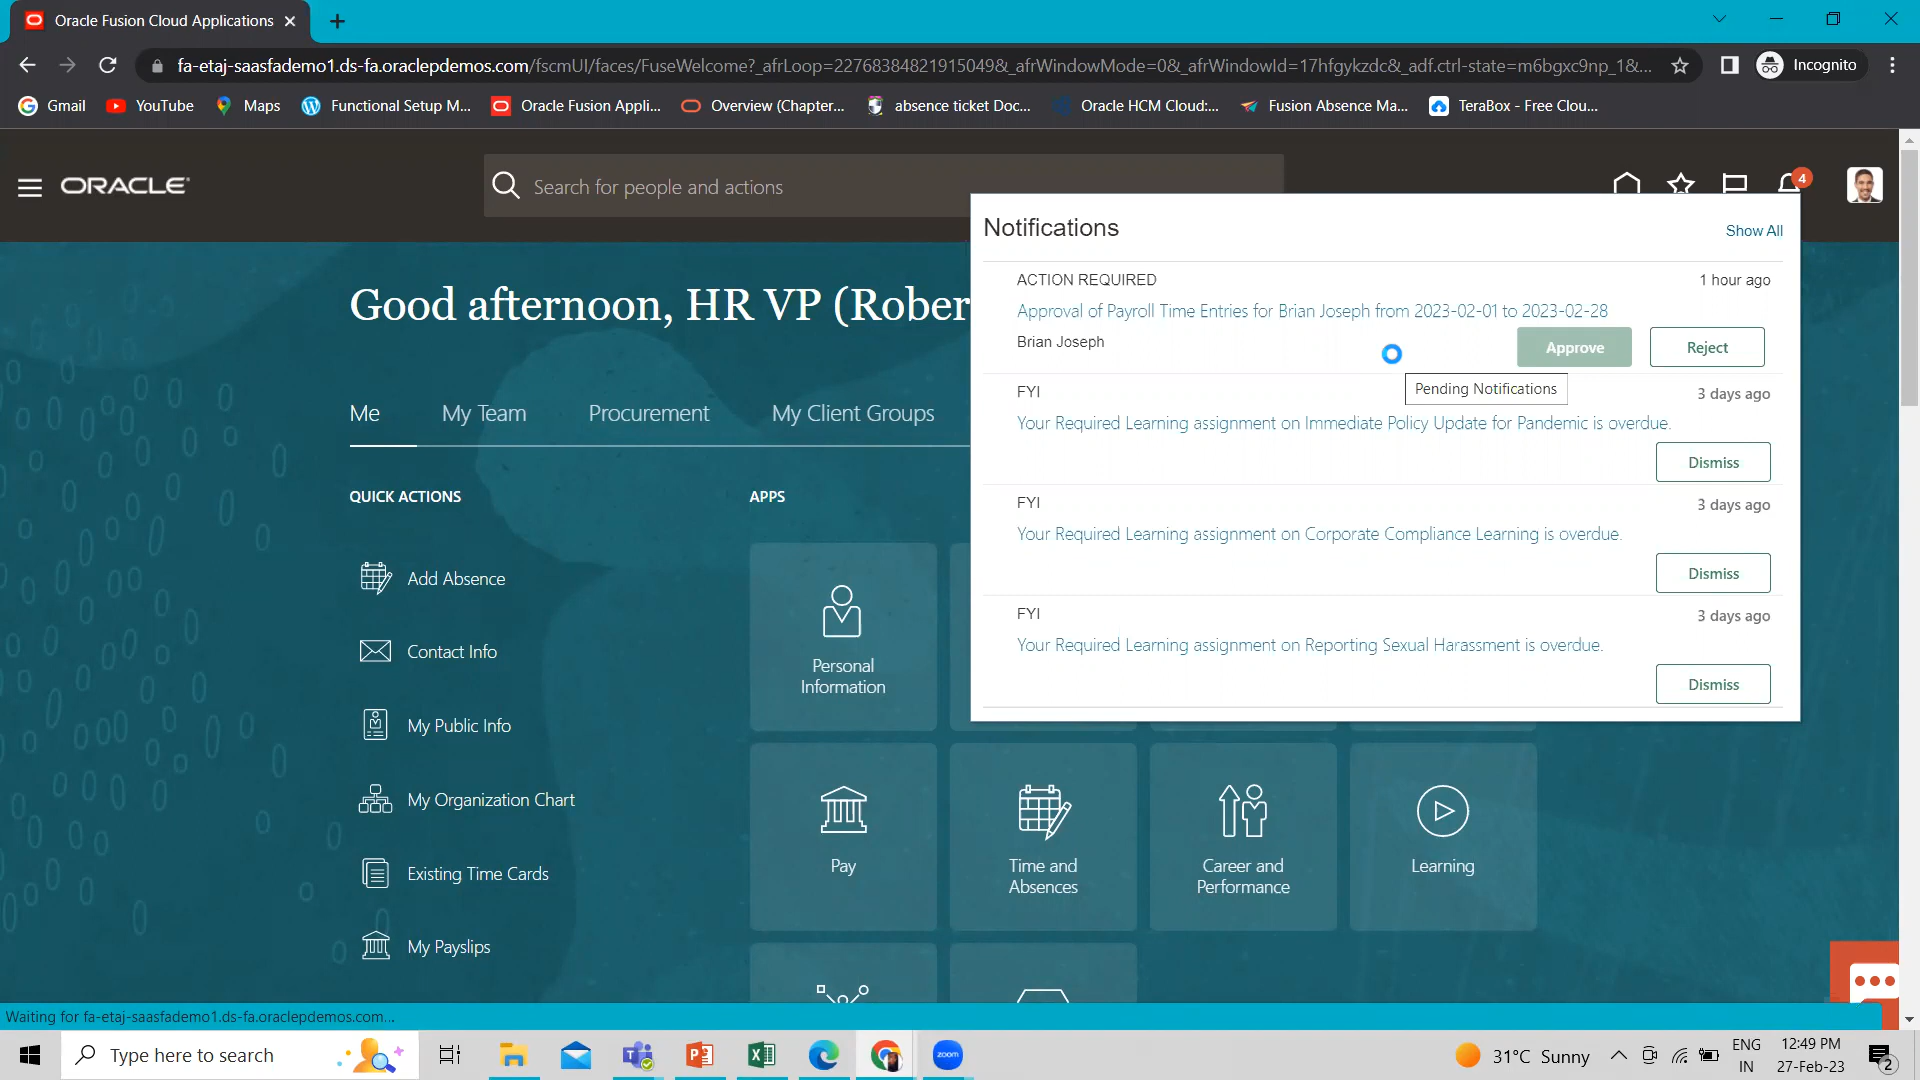 Oracle Fusion Cloud Applications
fa-etaj-saasfademo1.ds-fa.oraclepdemos.com/fscmUI/faces/FuseWelcome?_afrLoop=22768384821915049&_afrWindowMode=0&_afrWindowId=17hfgykzdc&_adf.ctrl-state=m6bgxc9np_1&...
Incognito
Gmail YouTube Maps Functional Setup M... Oracle Fusion Appli... Overview (Chapter... absence ticket Doc... Oracle HCM Cloud:... Fusion Absence Ma... TeraBox - Free Clou...
ORACLE
Search for people and actions
4
Notifications
Show All
ACTION REQUIRED 1 hour ago
Approval of Payroll Time Entries for Brian Joseph from 2023-02-01 to 2023-02-28
Brian Joseph
Approve Reject
Pending Notifications
FYI 3 days ago
Your Required Learning assignment on Immediate Policy Update for Pandemic is overdue.
Dismiss
FYI 3 days ago
Your Required Learning assignment on Corporate Compliance Learning is overdue.
Dismiss
FYI 3 days ago
Your Required Learning assignment on Reporting Sexual Harassment is overdue.
Dismiss
Good afternoon, HR VP (Rober
Me My Team Procurement My Client Groups
QUICK ACTIONS
Add Absence
Contact Info
My Public Info
My Organization Chart
Existing Time Cards
My Payslips
APPS
Personal
Information
Pay
Time and
Absences
Career and
Performance
Learning
Waiting for fa-etaj-saasfademo1.ds-fa.oraclepdemos.com...
Type here to search
zoom
31°C Sunny
ENG
IN
12:49 PM
27-Feb-23
2